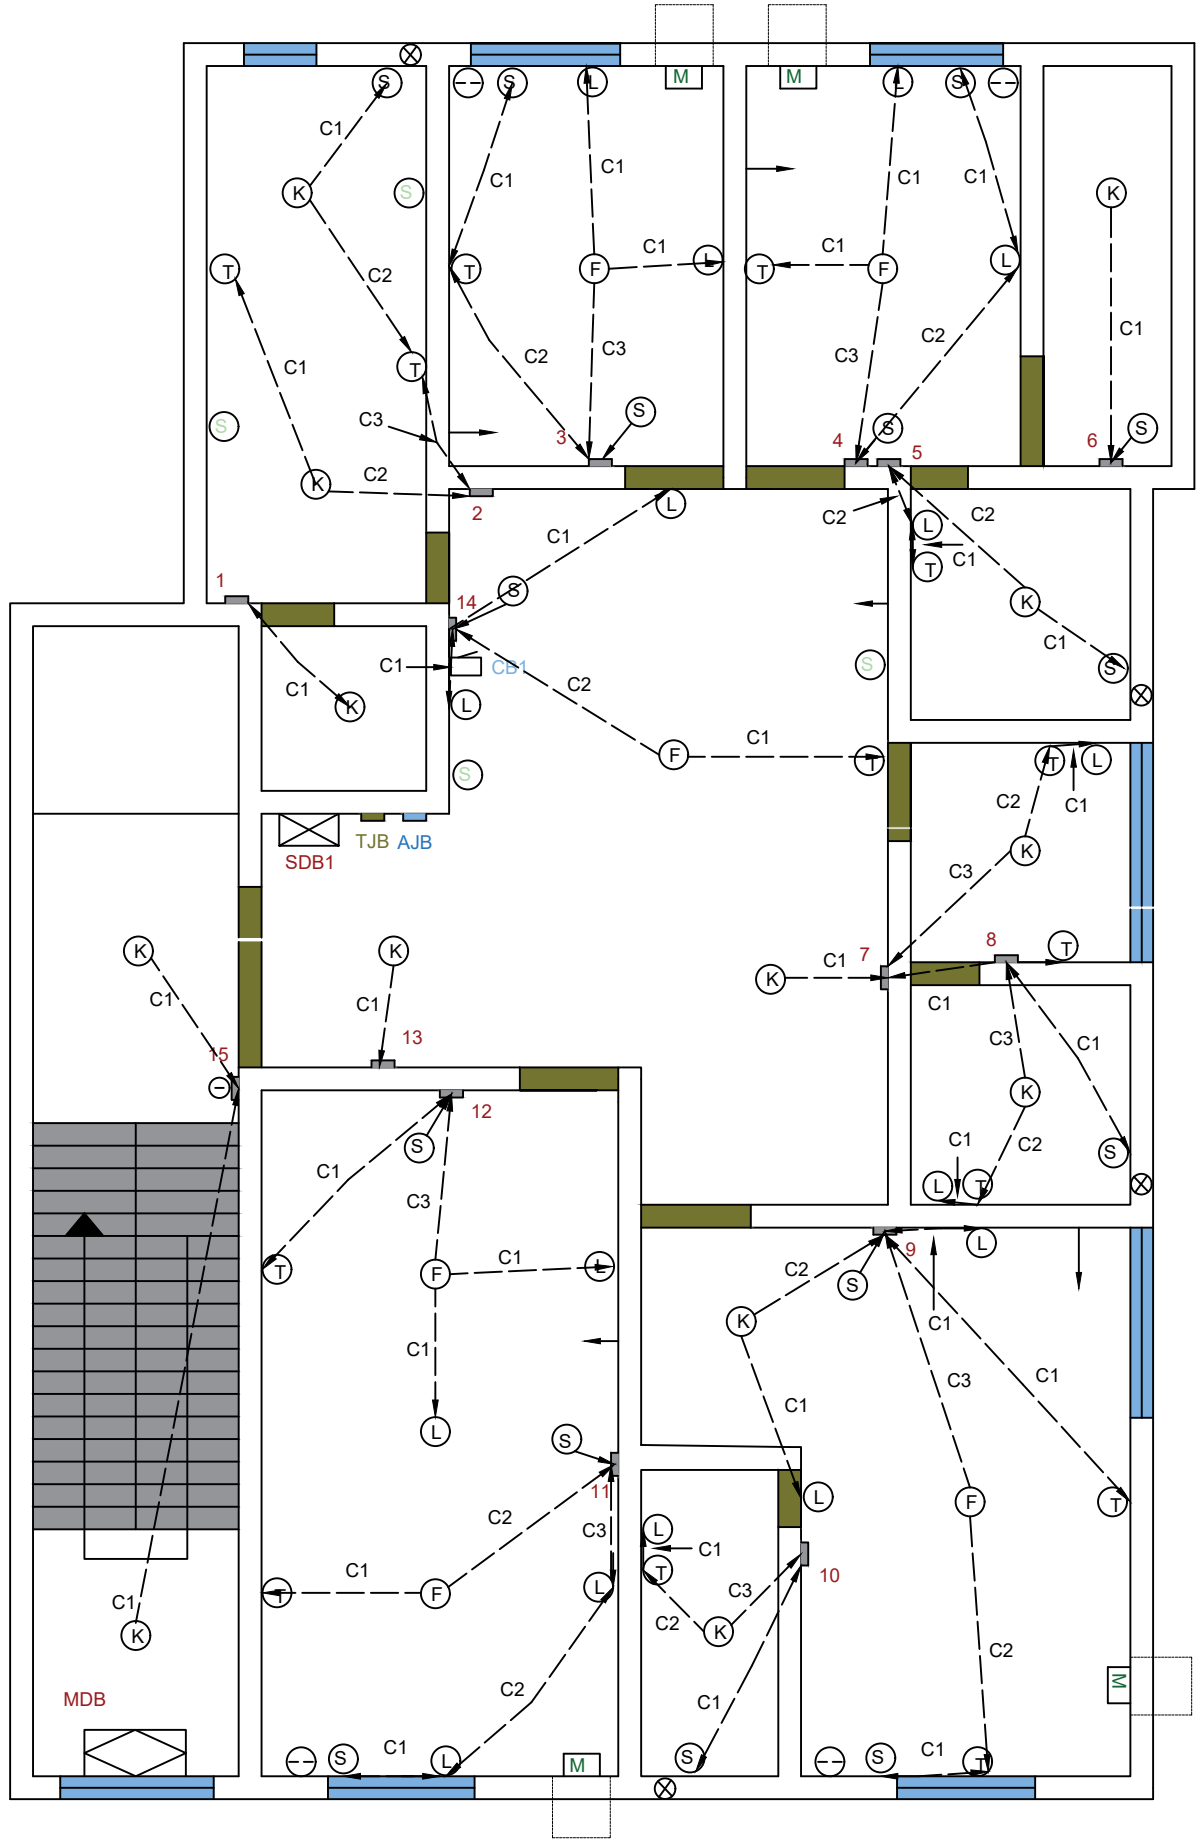 M M
S S L L S
C1
C1 C1 C1 C1
K S K
T T F C1 L T C1 F L
C2
C1
C2 C3 C3 C2
C1 T
C3 S S S
S 3 4 5 6
K C2
2 L C2 L C2
C1 T C1
1 S K
14 C1
C1 CB1 S S
C1 K L C2
F C1 T T L
S C2 C1
SDB1 TJB AJB K
C3
K K 7 8 T
C1 C1 K C1
C1
15 13 C3 C1
12 K
S C1 C2 S
C1 C3 L T
T F C1 L C2 9 L
S
C1 K C1
C3 C1
C1
L S
11 L F T
C2 C3 L C1
T C1 F L T C3 10
C1 C2 K
K C2
C2
MDB C1 M
S C1 L M S S C1 T